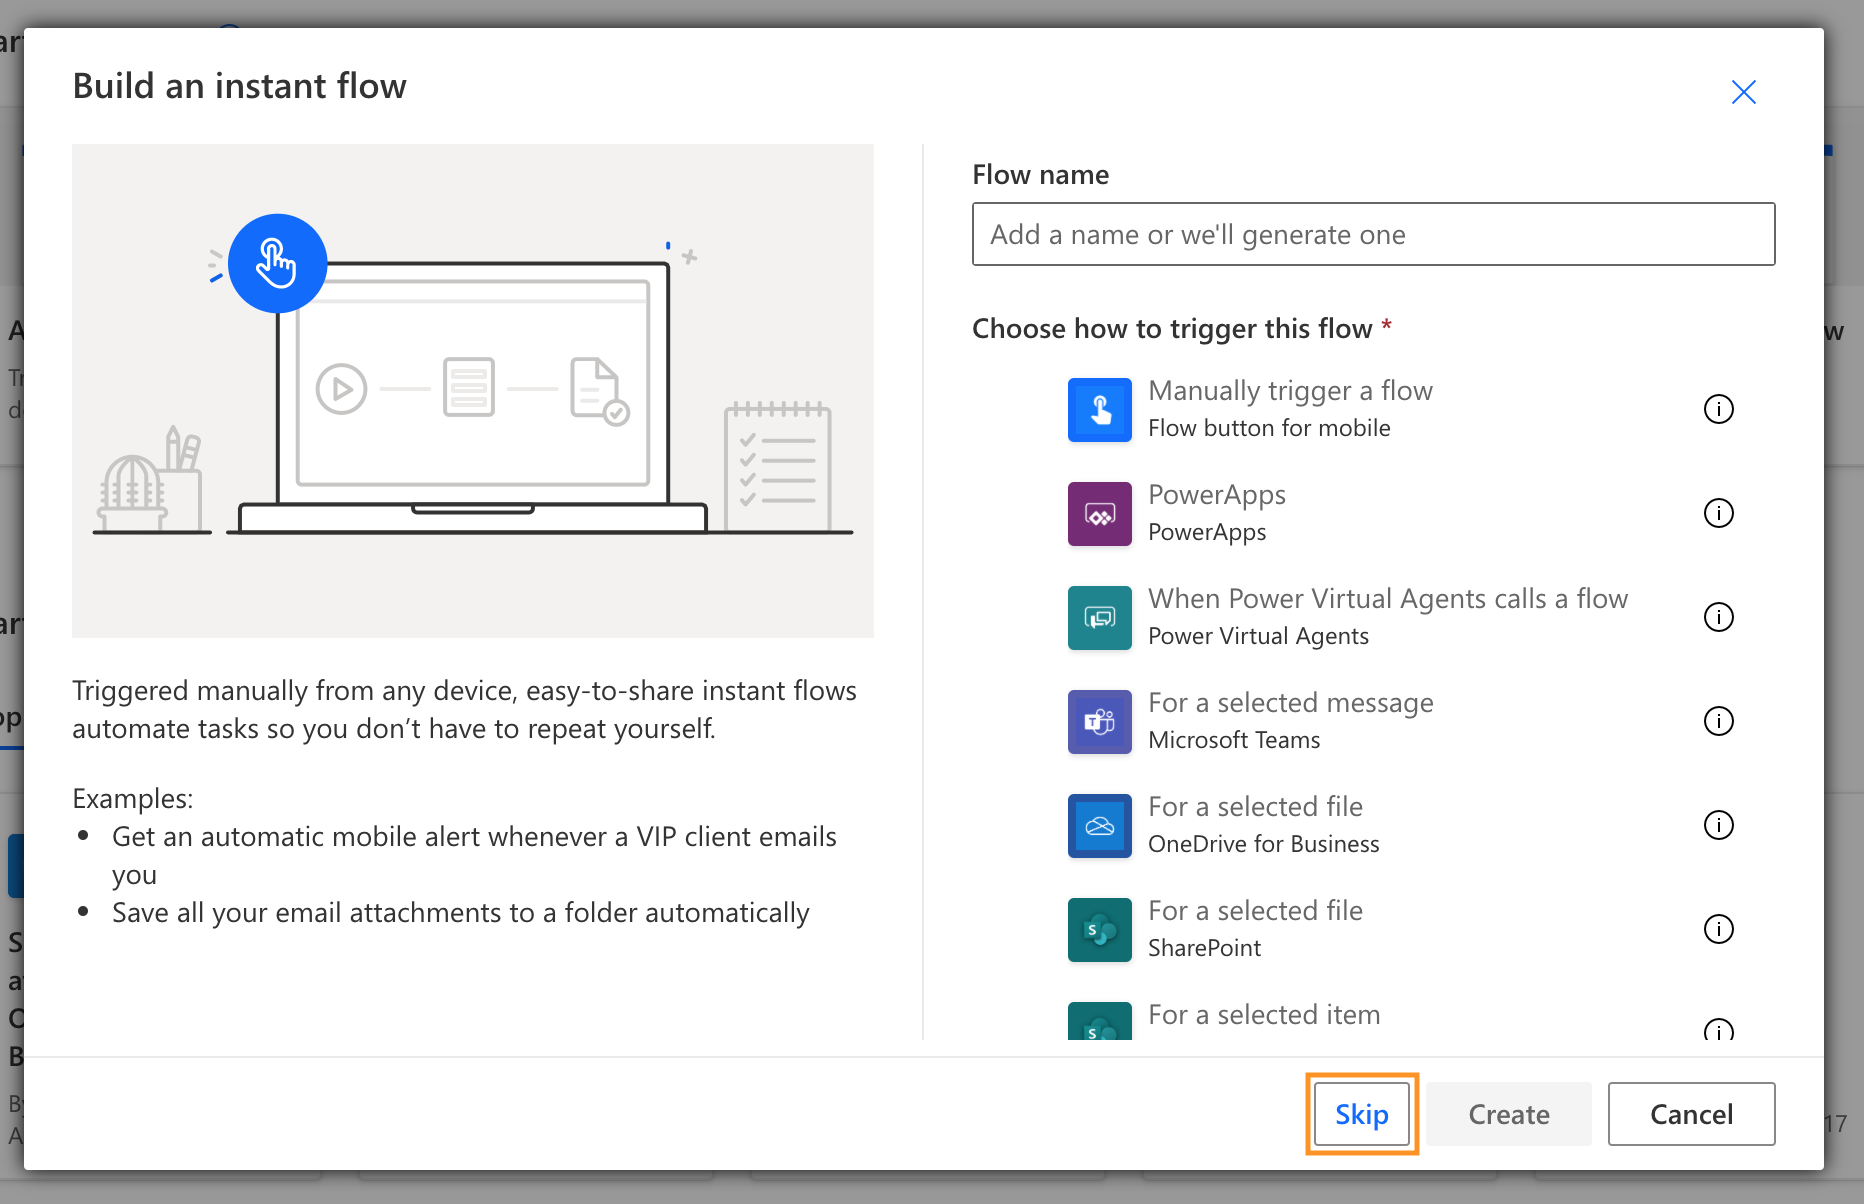 Build an instant flow
Flow name
Add a name or we'll generate one
Choose how to trigger this flow *
Manually trigger a flow
Flow button for mobile
PowerApps
PowerApps
When Power Virtual Agents calls a flow
Power Virtual Agents
For a selected message
Microsoft Teams
For a selected file
OneDrive for Business
For a selected file
SharePoint
For a selected item
Triggered manually from any device, easy-to-share instant flows
automate tasks so you don’t have to repeat yourself.
Examples:
• Get an automatic mobile alert whenever a VIP client emails
you
• Save all your email attachments to a folder automatically
Skip
Create
Cancel
17